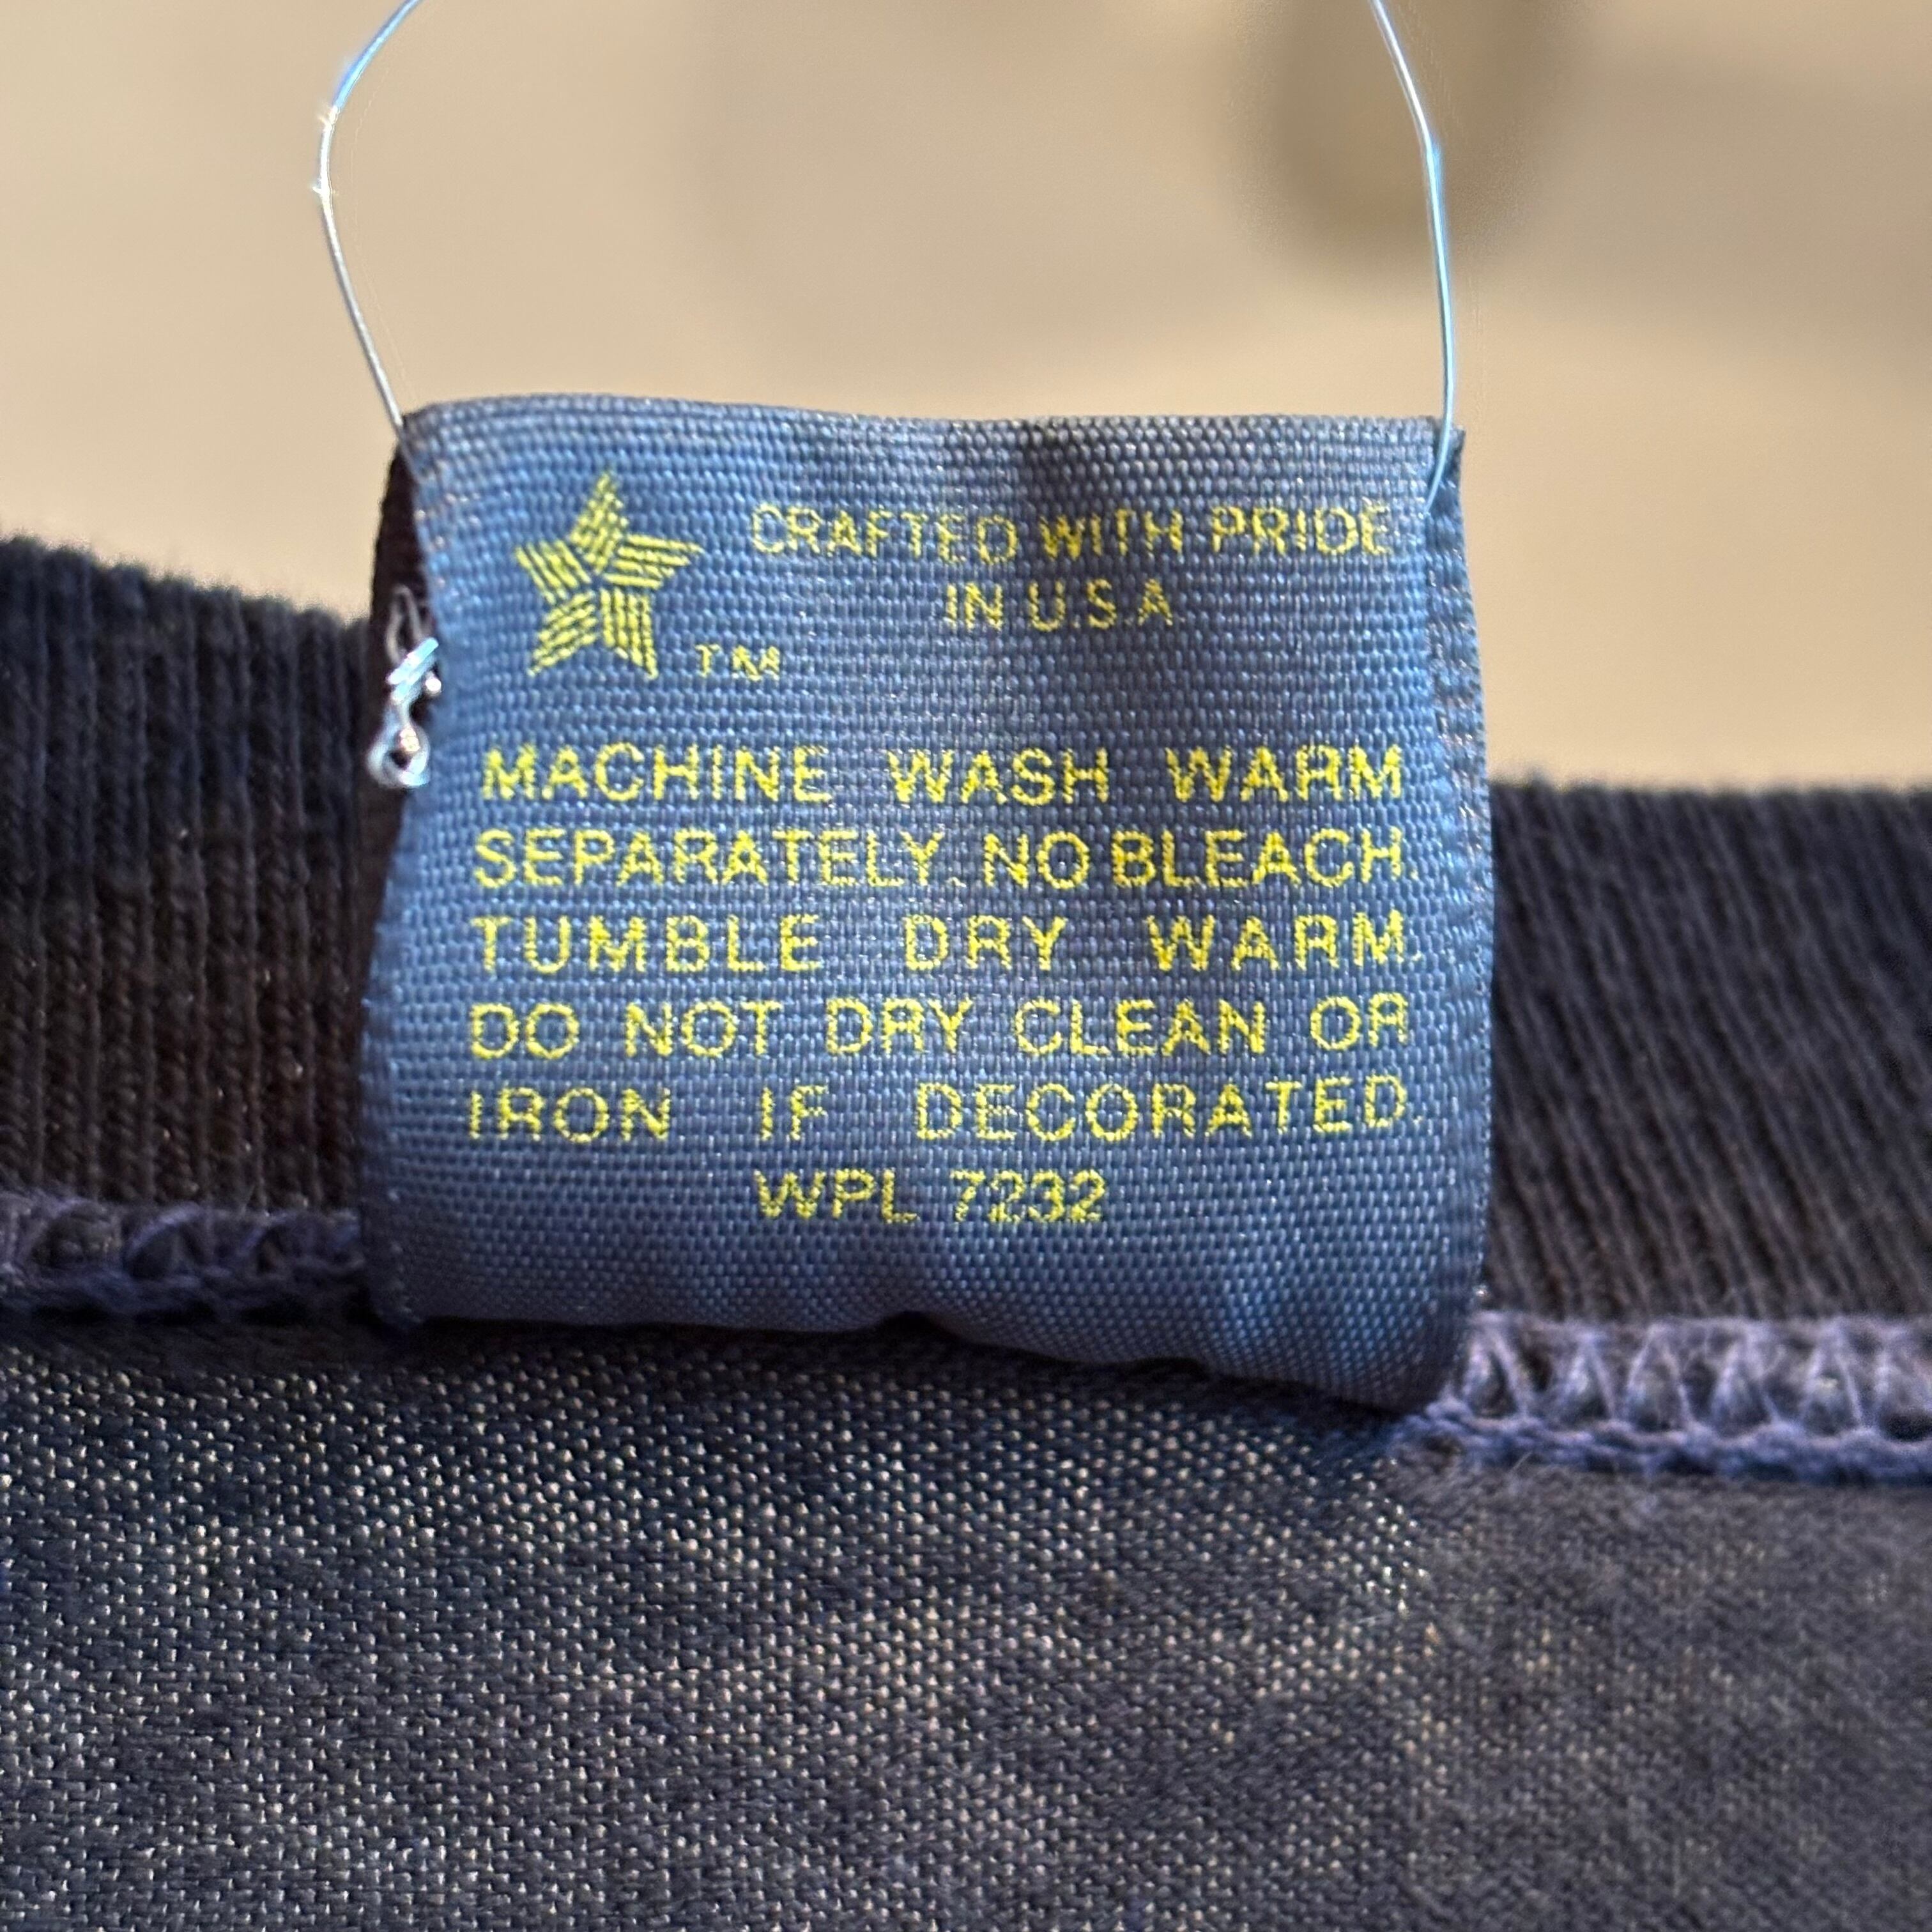 CRAFTED WITH PRIDE
IN U.S.A
TM
MACHINE WASH WARM
SEPARATELY. NO BLEACH.
TUMBLE DRY WARM.
DO NOT DRY CLEAN OR
IRON IF DECORATED.
WPL 7232